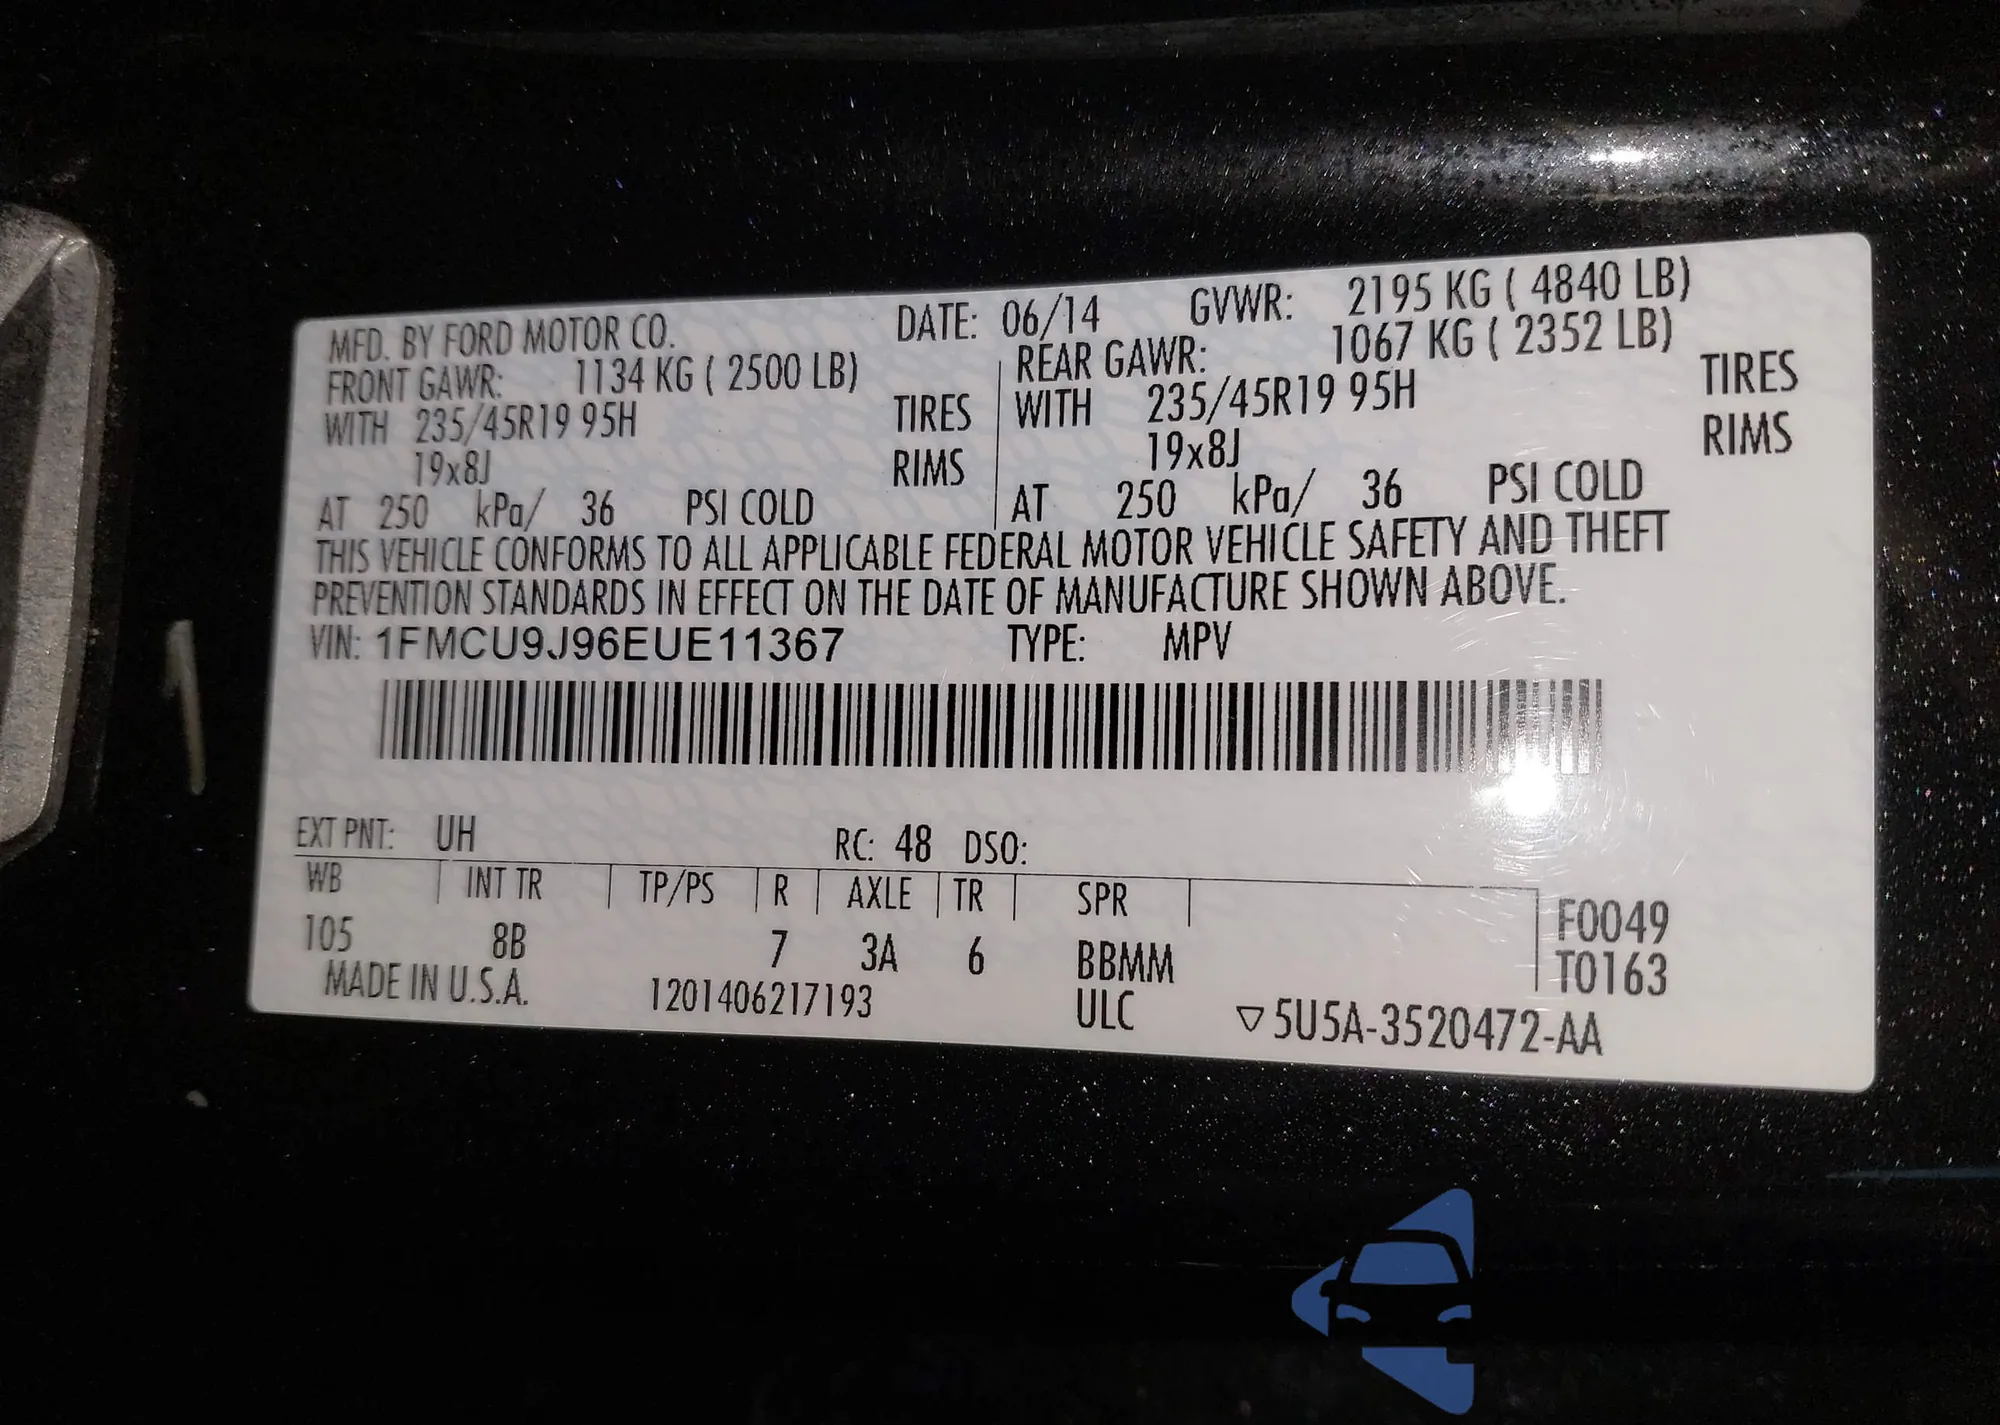 MFD. BY FORD MOTOR CO. DATE: 06/14 GVWR: 2195 KG ( 4840 LB)
FRONT GAWR: 1134 KG ( 2500 LB) REAR GAWR: 1067 KG ( 2352 LB)
WITH 235/45R19 95H TIRES WITH 235/45R19 95H TIRES
19x8J RIMS 19x8J RIMS
AT 250 kPa/ 36 PSI COLD AT 250 kPa/ 36 PSI COLD
THIS VEHICLE CONFORMS TO ALL APPLICABLE FEDERAL MOTOR VEHICLE SAFETY AND THEFT
PREVENTION STANDARDS IN EFFECT ON THE DATE OF MANUFACTURE SHOWN ABOVE.
VIN: 1FMCU9J96EUE11367 TYPE: MPV
EXT PNT: UH RC: 48 DSO:
WB INT TR TP/PS R AXLE TR SPR F0049
105 8B 7 3A 6 BBMM T0163
MADE IN U.S.A. 1201406217193 ULC ▽5U5A-3520472-AA